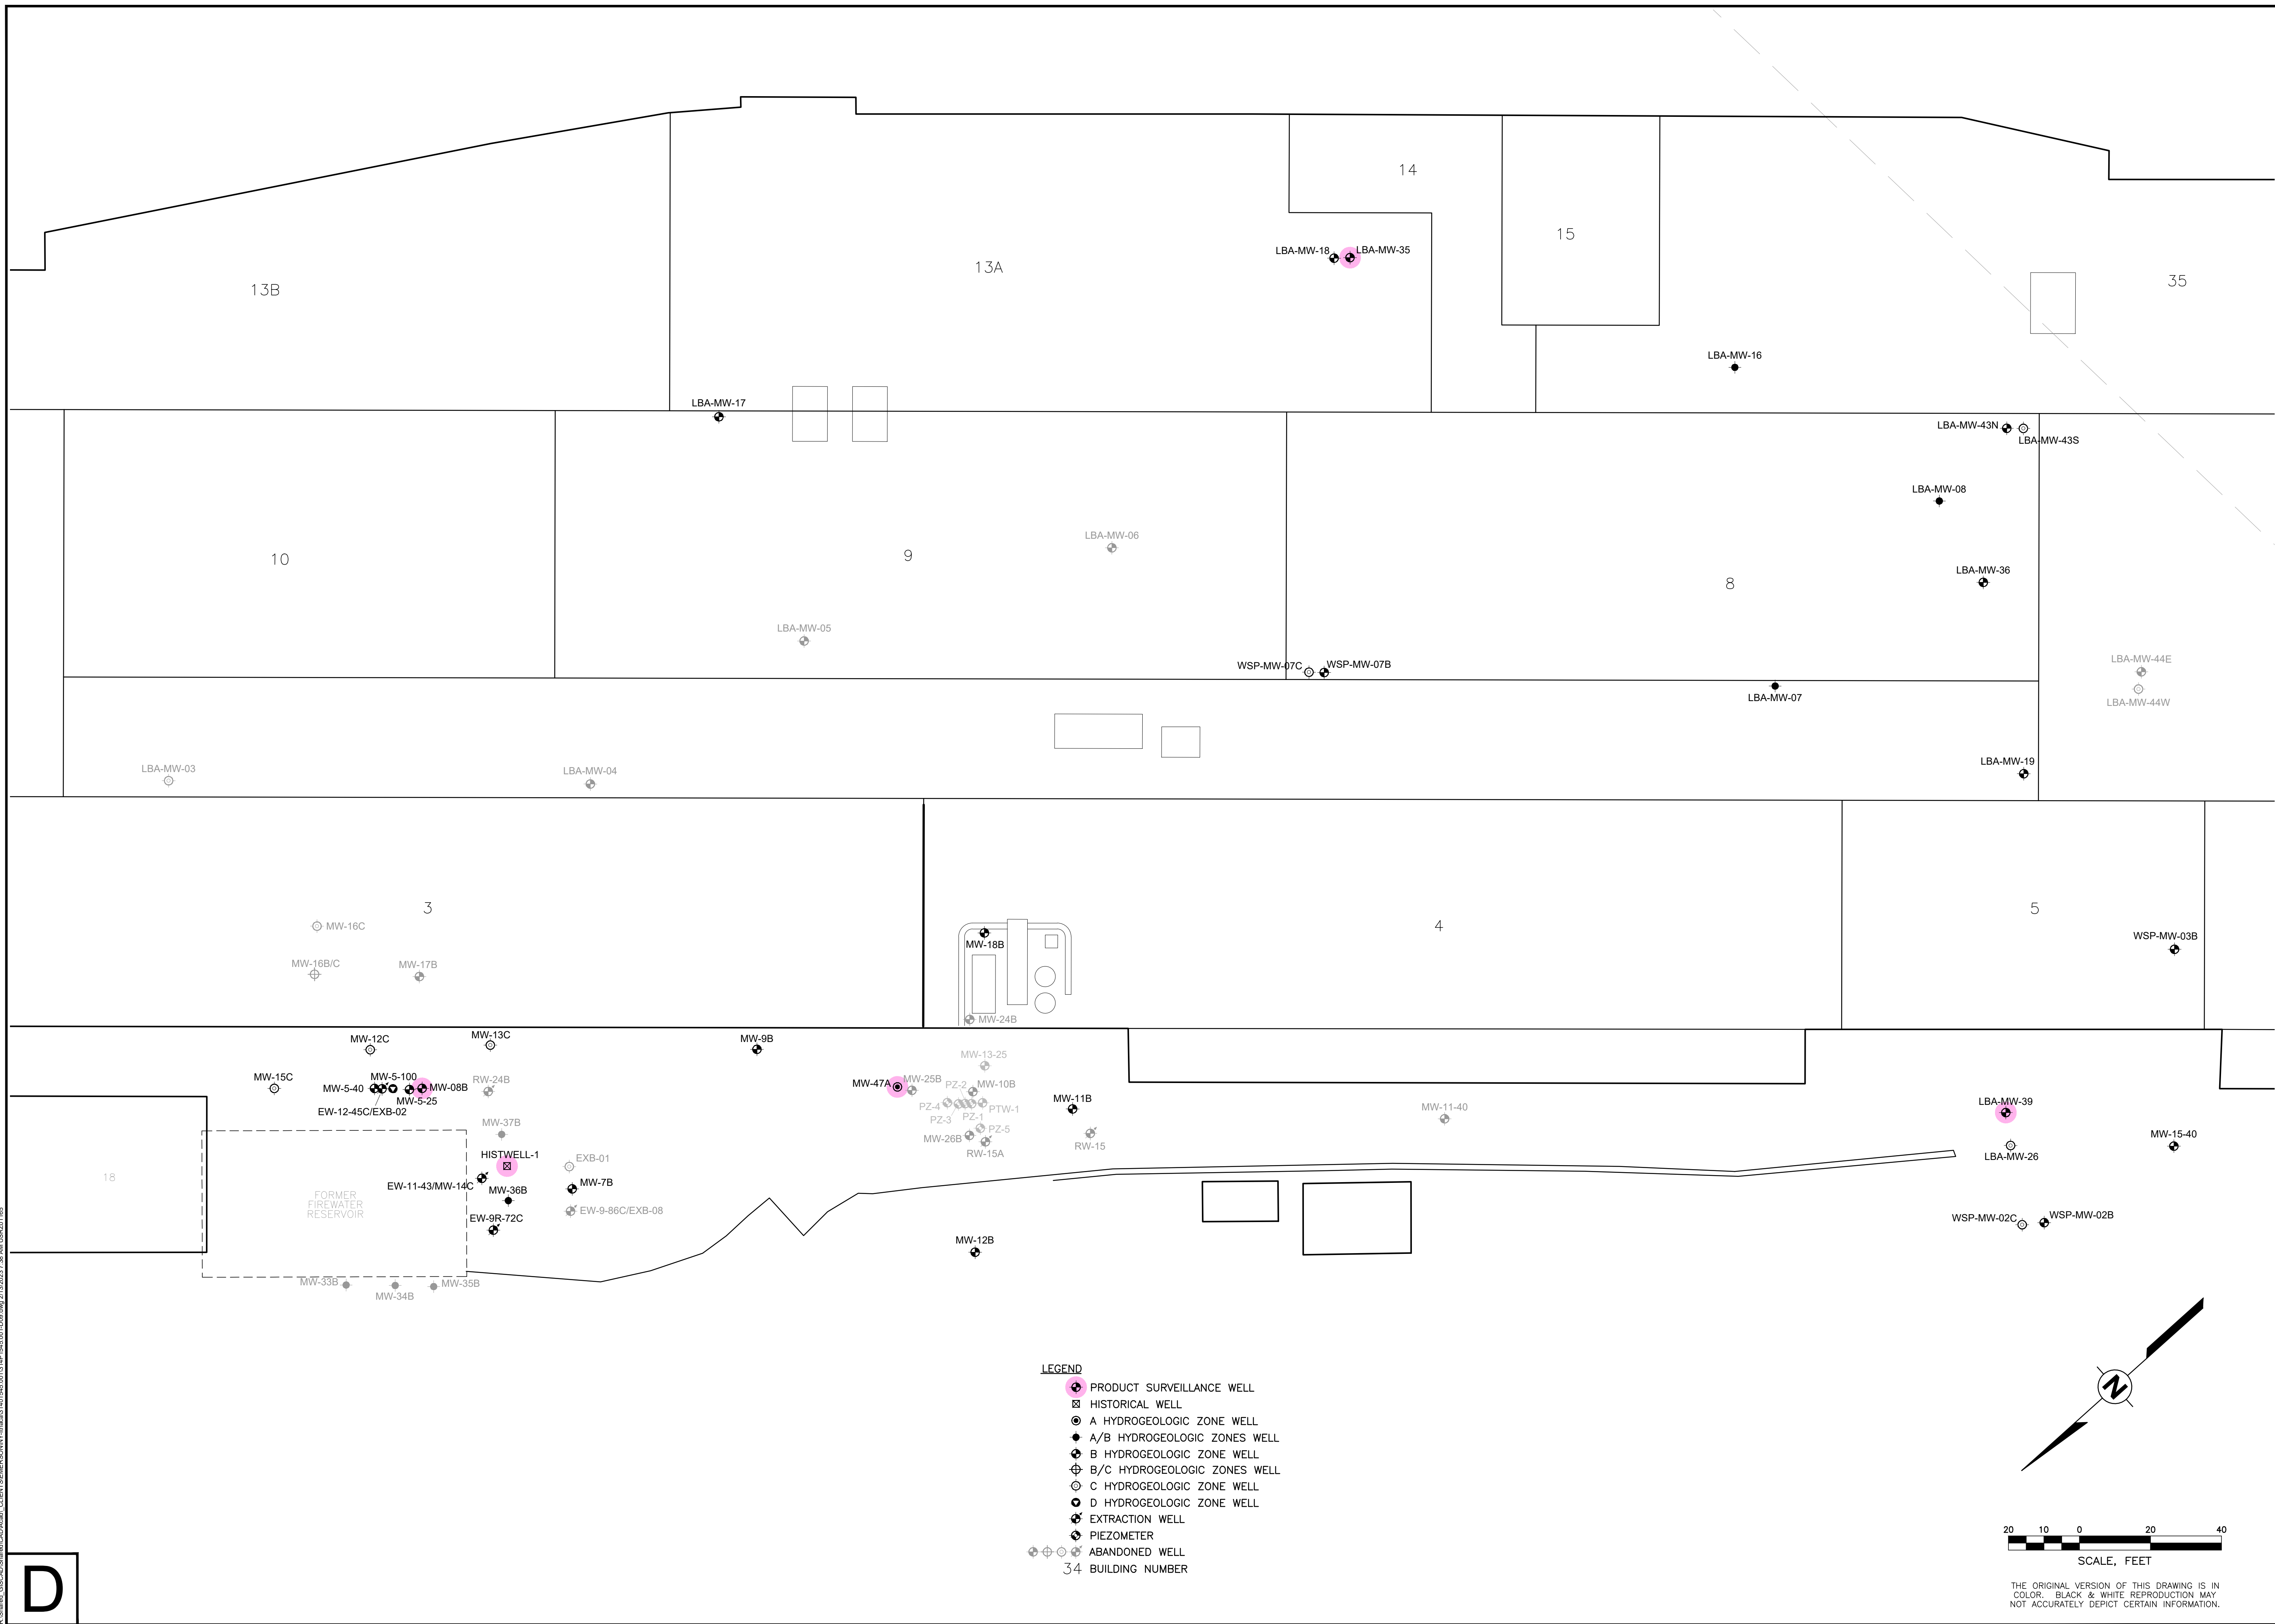 14
15
13A
13B
35
LBA-MW-18
LBA-MW-35
LBA-MW-16
LBA-MW-17
LBA-MW-43N
LBA-MW-43S
LBA-MW-08
10
9
LBA-MW-06
8
LBA-MW-36
LBA-MW-05
WSP-MW-07C
WSP-MW-07B
LBA-MW-07
LBA-MW-44E
LBA-MW-44W
LBA-MW-03
LBA-MW-04
LBA-MW-19
3
4
5
MW-16C
MW-16B/C
MW-17B
MW-18B
MW-24B
WSP-MW-03B
MW-12C
MW-13C
MW-9B
MW-13-25
MW-15C
MW-5-40
MW-5-100
MW-08B
MW-5-25
EW-12-45C/EXB-02
RW-24B
MW-47A
MW-25B
PZ-2
MW-10B
PZ-4
PZ-3
PZ-1
PTW-1
PZ-5
MW-26B
RW-15A
MW-11B
RW-15
MW-11-40
LBA-MW-39
LBA-MW-26
MW-15-40
MW-37B
HISTWELL-1
EXB-01
18
FORMER
FIREWATER
RESERVOIR
EW-11-43/MW-14C
MW-36B
MW-7B
EW-9-86C/EXB-08
EW-9R-72C
MW-12B
WSP-MW-02C
WSP-MW-02B
MW-33B
MW-34B
MW-35B
LEGEND
PRODUCT SURVEILLANCE WELL
HISTORICAL WELL
A HYDROGEOLOGIC ZONE WELL
A/B HYDROGEOLOGIC ZONES WELL
B HYDROGEOLOGIC ZONE WELL
B/C HYDROGEOLOGIC ZONES WELL
C HYDROGEOLOGIC ZONE WELL
D HYDROGEOLOGIC ZONE WELL
EXTRACTION WELL
PIEZOMETER
ABANDONED WELL
34 BUILDING NUMBER
N
20 10 0 20 40
SCALE, FEET
THE ORIGINAL VERSION OF THIS DRAWING IS IN
COLOR. BLACK & WHITE REPRODUCTION MAY
NOT ACCURATELY DEPICT CERTAIN INFORMATION.
D